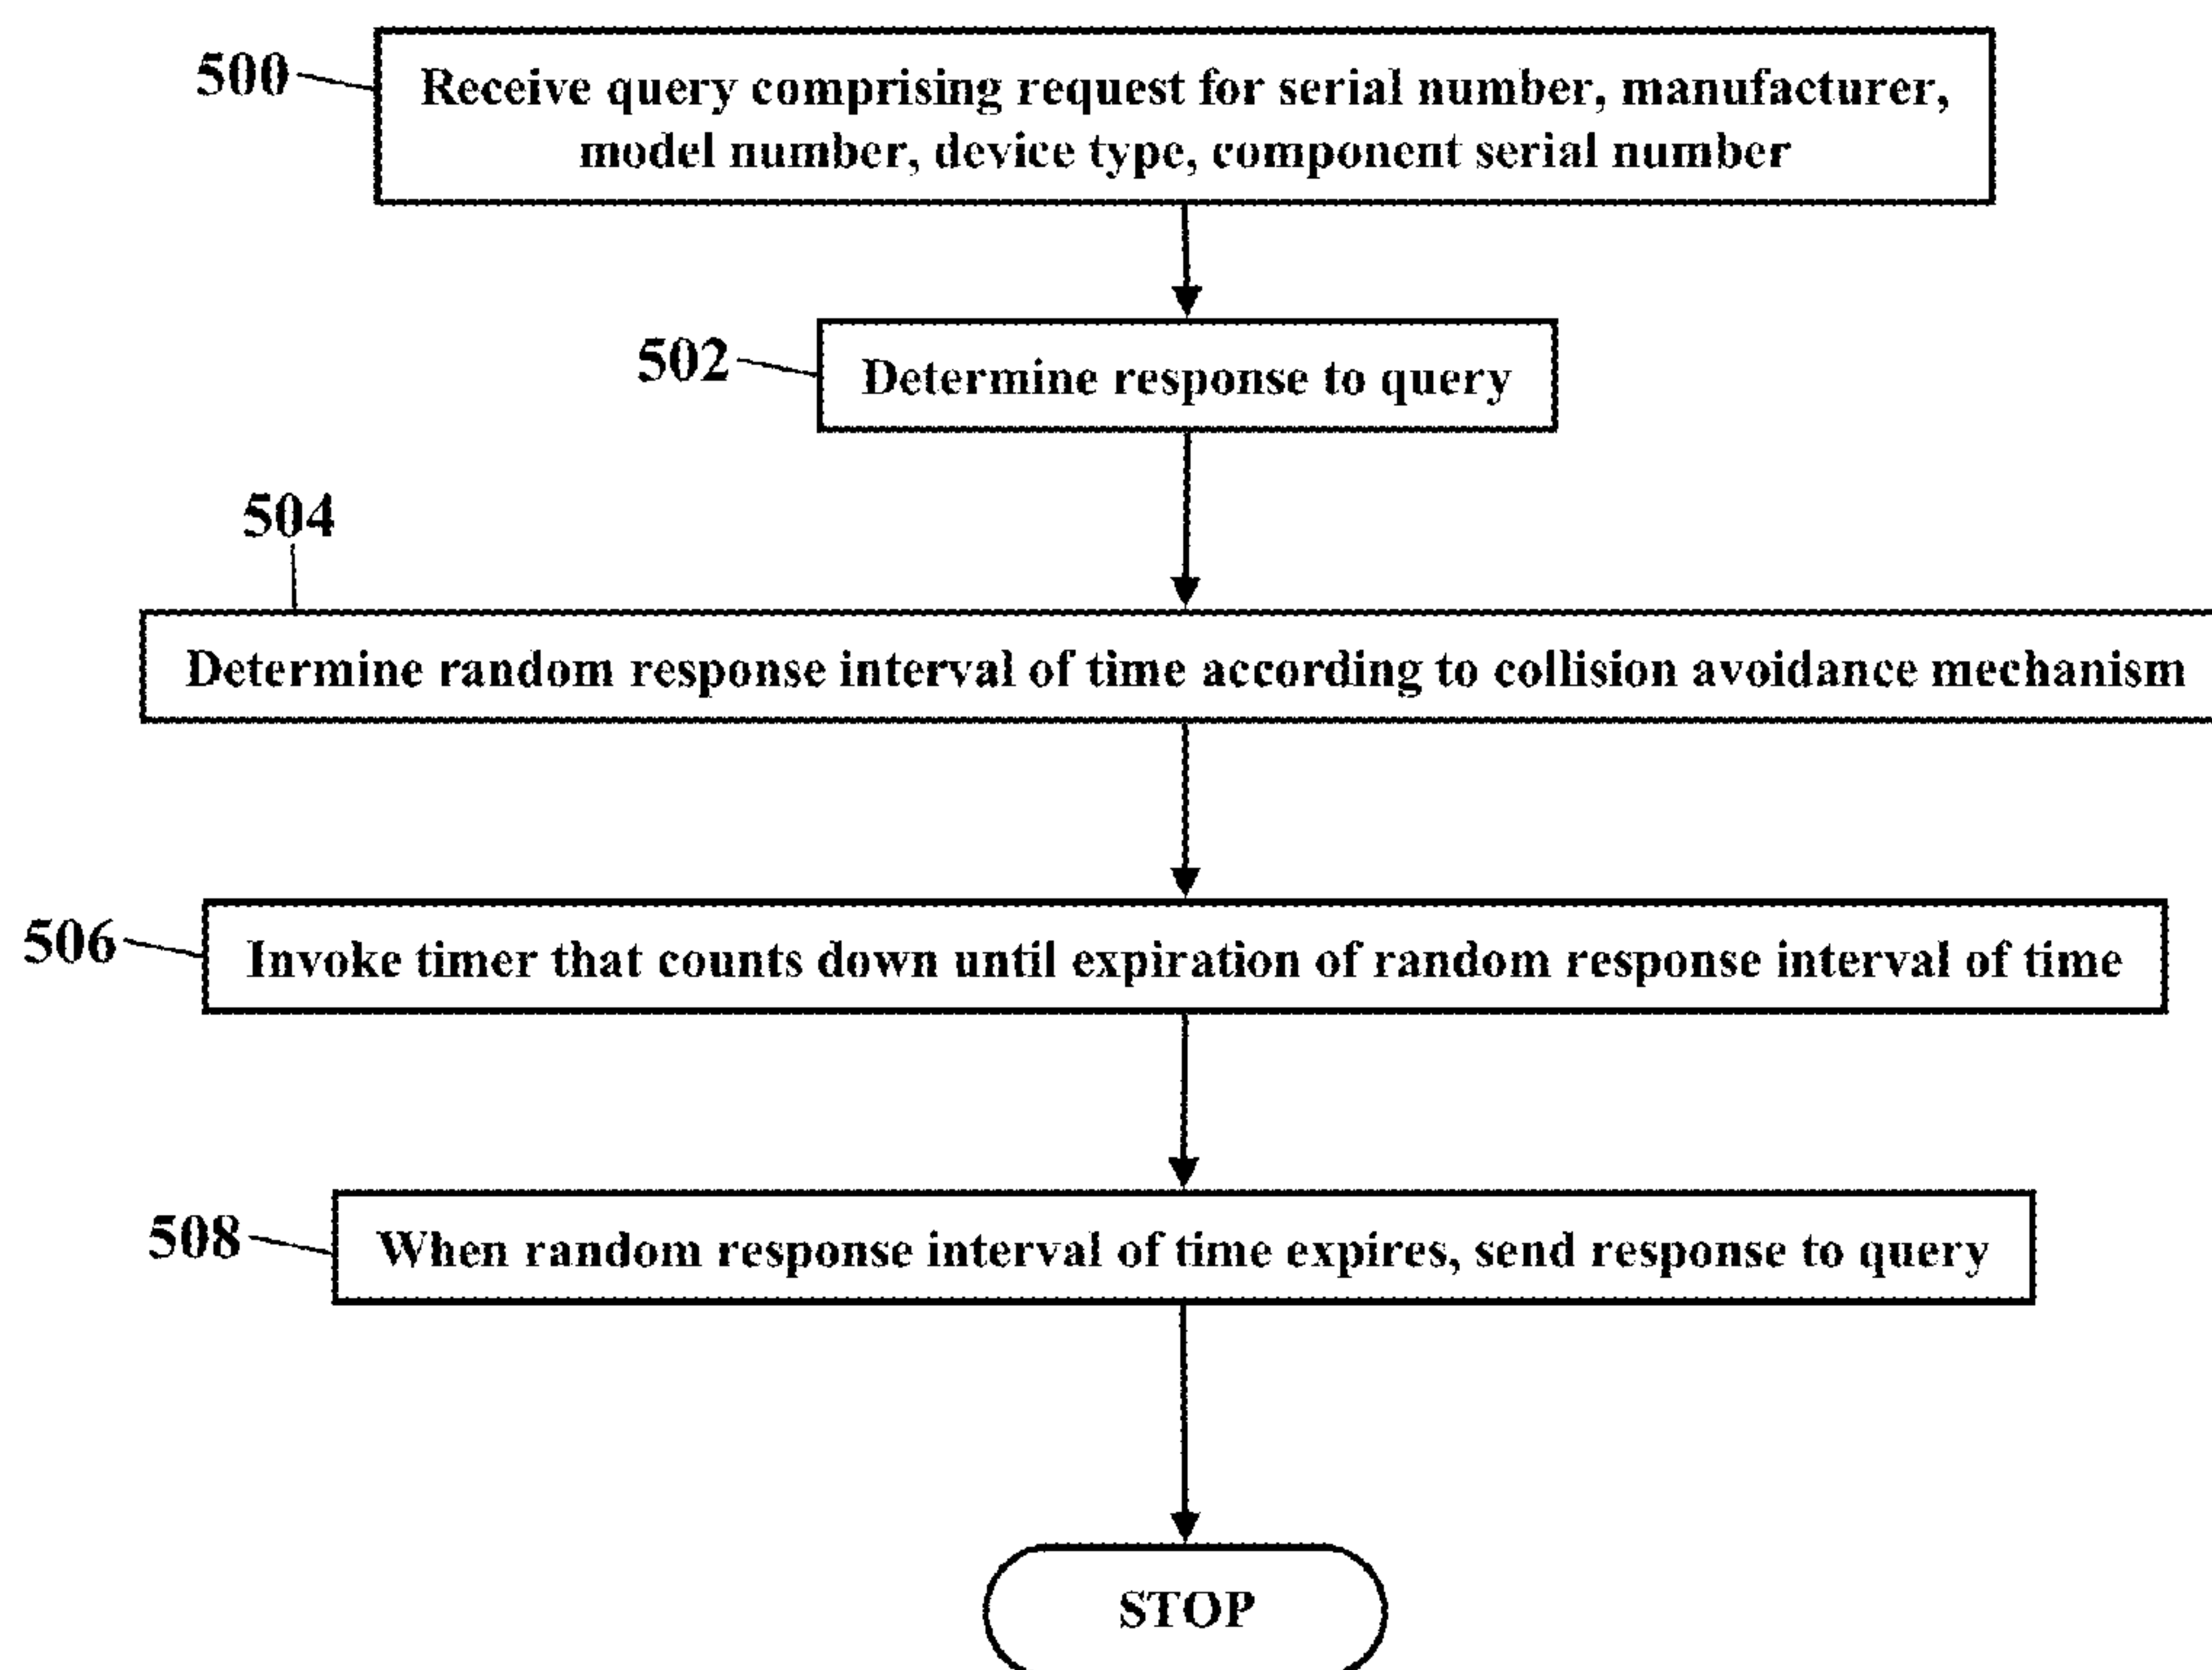 500
Receive query comprising request for serial number, manufacturer,
model number, device type, component serial number
502
Determine response to query
504
Determine random response interval of time according to collision avoidance mechanism
506
Invoke timer that counts down until expiration of random response interval of time
508
When random response interval of time expires, send response to query
STOP